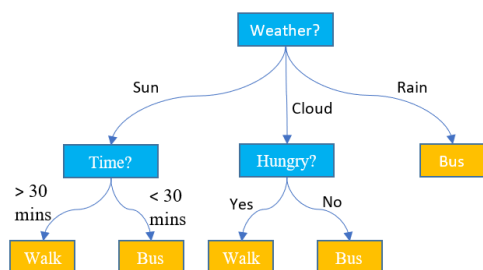 Weather?
Sun
Cloud
Rain
Time?
Hungry?
Bus
> 30
mins
< 30
mins
Yes
No
Walk
Bus
Walk
Bus